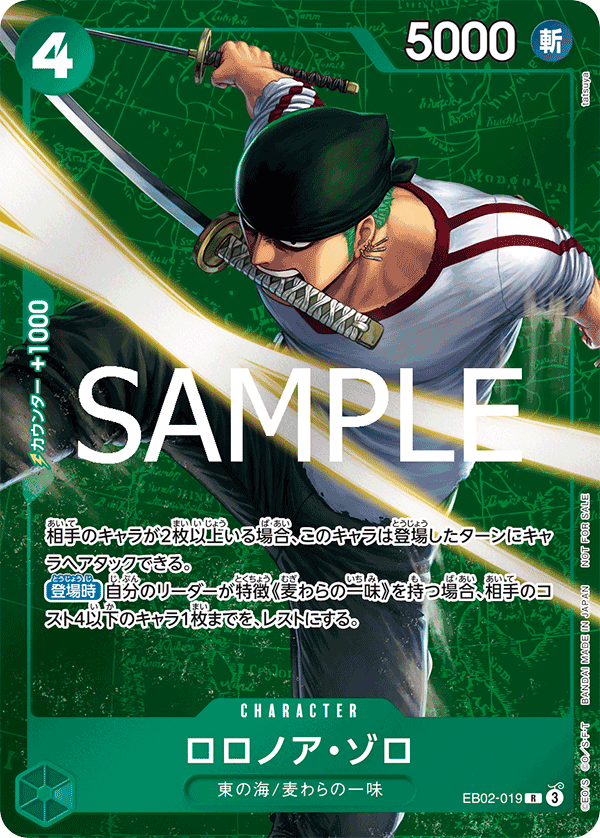 4
5000
斬
tatsuya
カウンター +1000
SAMPLE
相手のキャラが2枚以上いる場合、このキャラは登場したターンにキャ
ラへアタックできる。
登場時 自分のリーダーが特徴《麦わらの一味》を持つ場合、相手のコ
スト4以下のキャラ1枚までを、レストにする。
CHARACTER
ロロノア・ゾロ
東の海/麦わらの一味
EB02-019 R 3
©E.O/S ©O/S・F・T BANDAI MADE IN JAPAN NOT FOR SALE